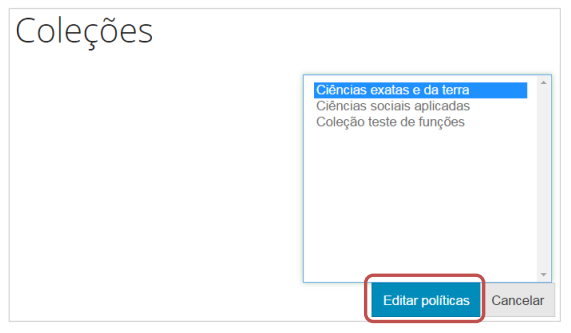 Coleções
Ciências exatas e da terra
Ciências sociais aplicadas
Coleção teste de funções
Editar políticas Cancelar